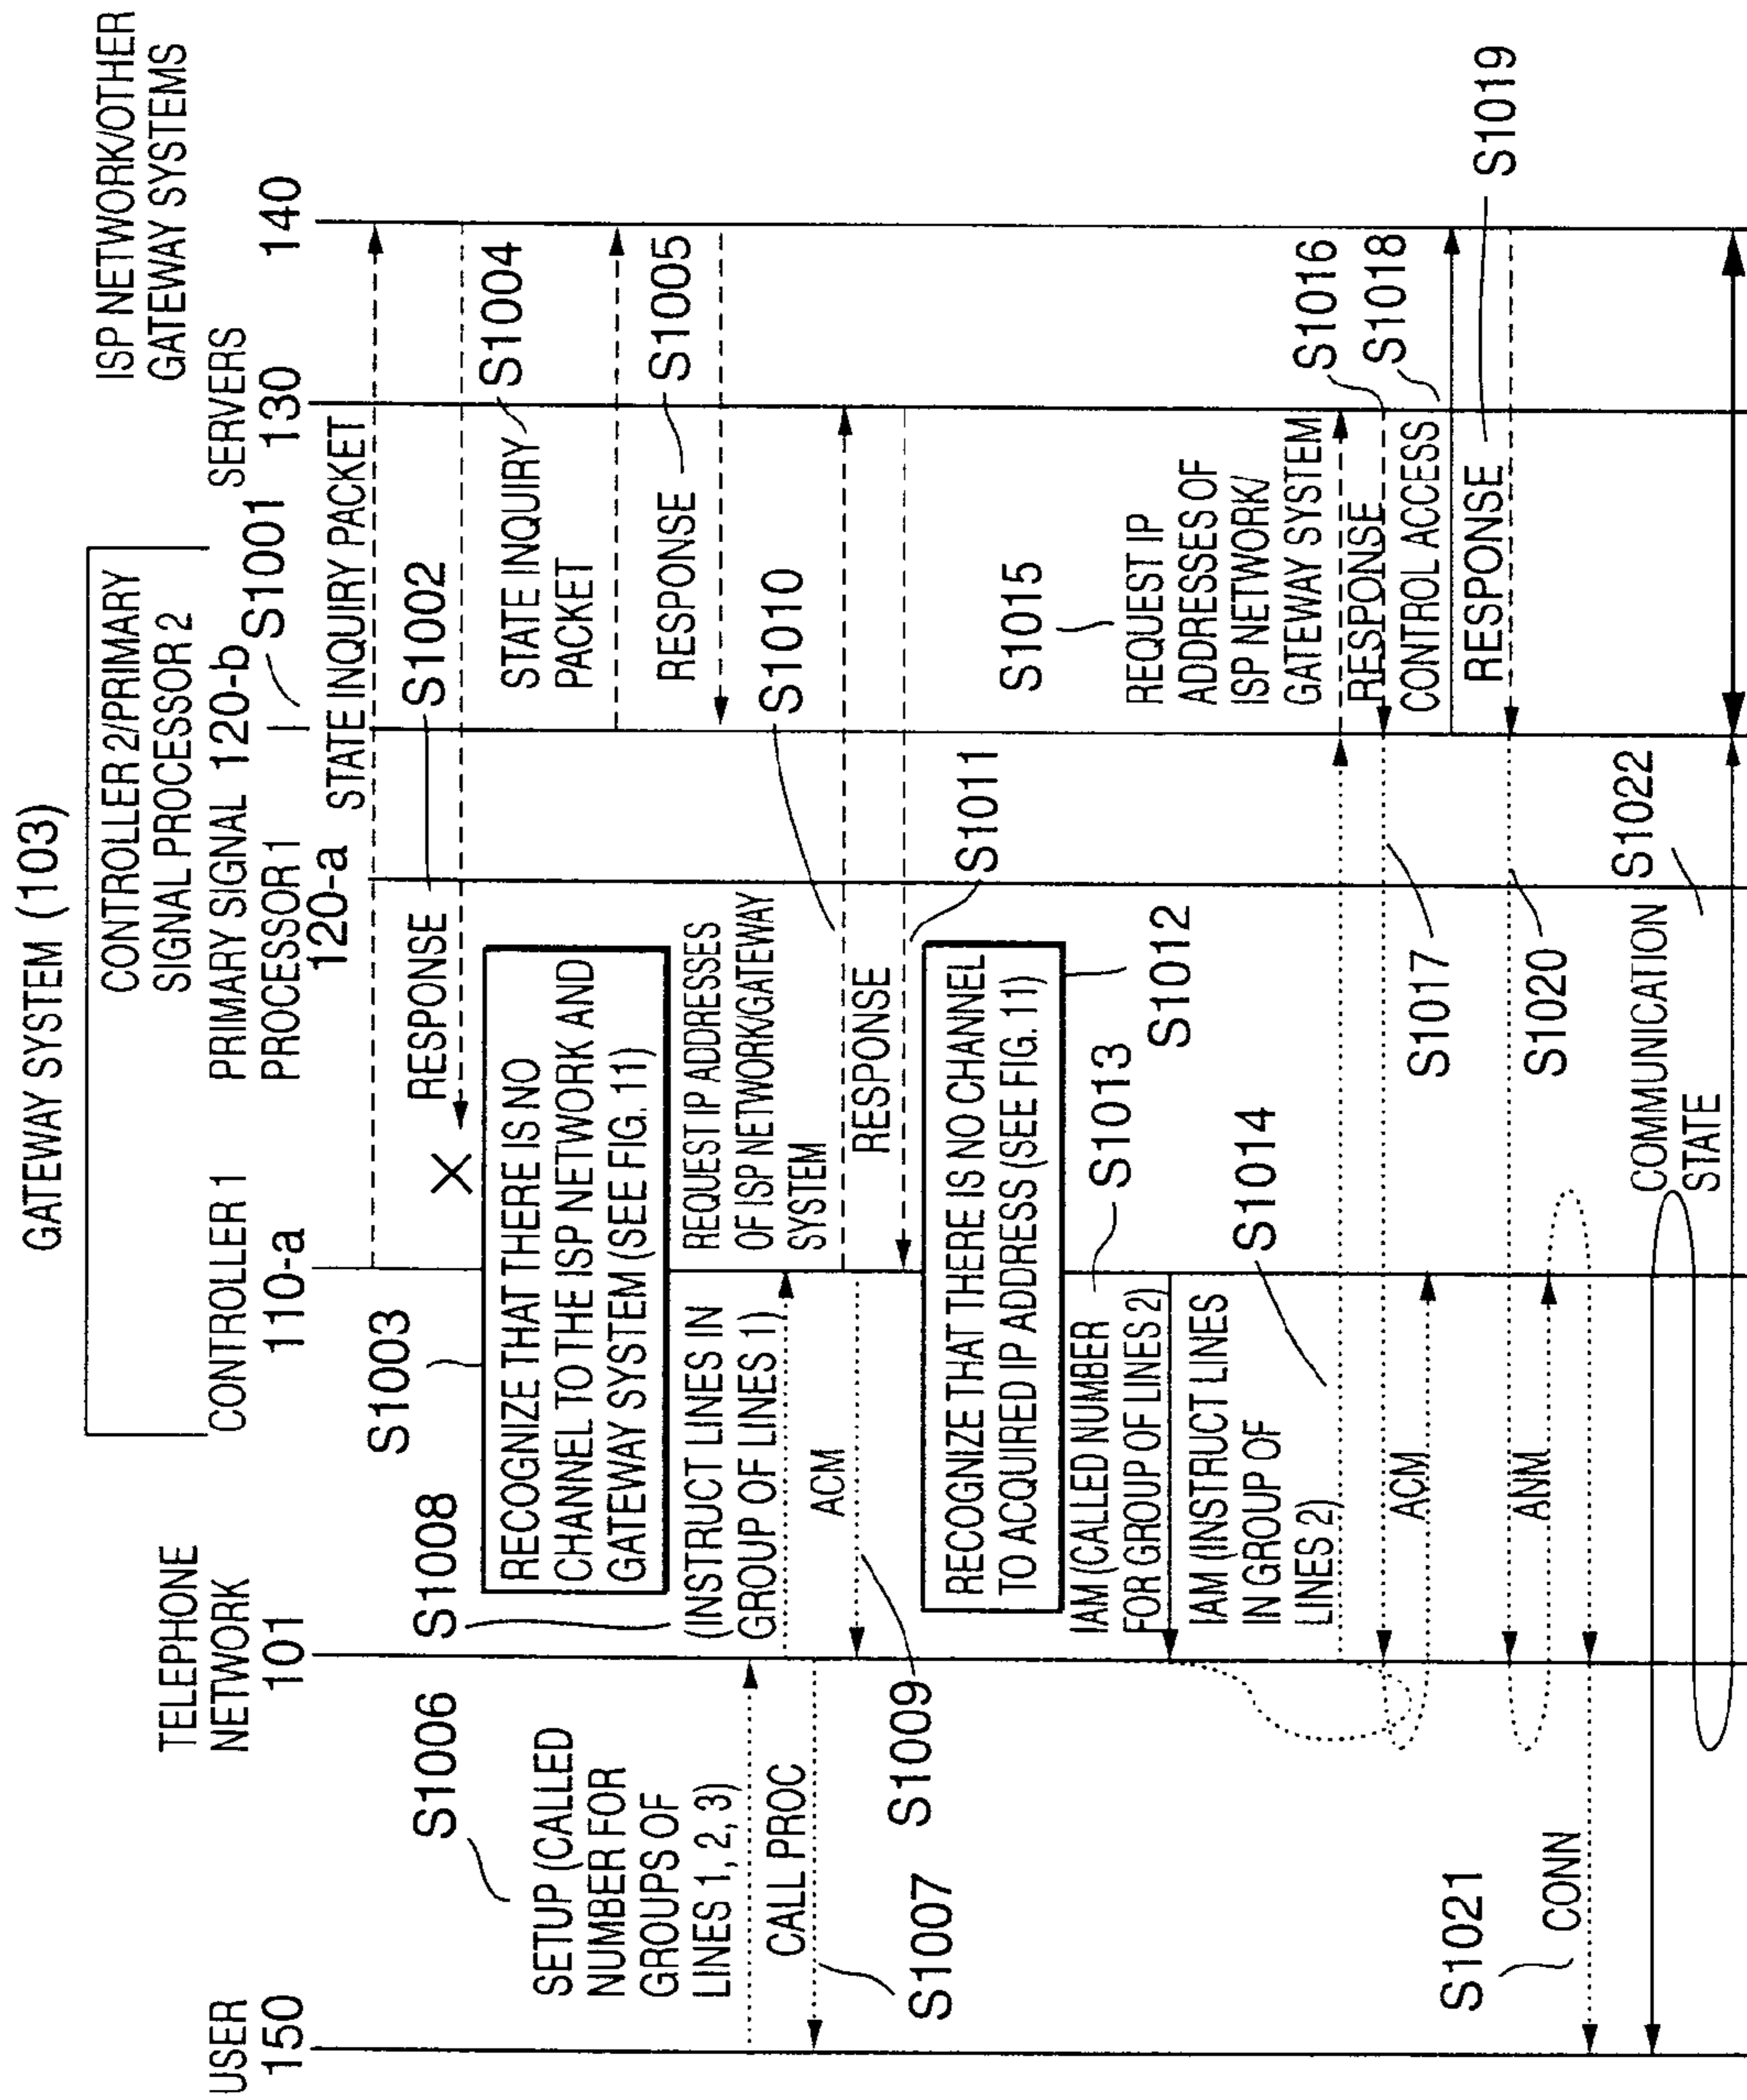 GATEWAY SYSTEM (103)
USER
150
TELEPHONE
NETWORK
101
CONTROLLER 1
110-a
CONTROLLER 2/PRIMARY
SIGNAL PROCESSOR 2
PRIMARY SIGNAL 120-b
PROCESSOR 1
120-a
SERVERS
130
ISP NETWORK/OTHER
GATEWAY SYSTEMS
140
S1001
STATE INQUIRY PACKET
S1002
RESPONSE
X
S1003
RECOGNIZE THAT THERE IS NO
CHANNEL TO THE ISP NETWORK AND
GATEWAY SYSTEM (SEE FIG. 11)
S1004
STATE INQUIRY
PACKET
S1005
RESPONSE
S1006
SETUP (CALLED
NUMBER FOR
GROUPS OF
LINES 1, 2, 3)
CALL PROC
S1007
S1008
(INSTRUCT LINES IN
GROUP OF LINES 1)
ACM
S1009
REQUEST IP ADDRESSES
OF ISP NETWORK/GATEWAY
SYSTEM
S1010
RESPONSE
S1011
RECOGNIZE THAT THERE IS NO CHANNEL
TO ACQUIRED IP ADDRESS (SEE FIG. 11)
S1012
IAM (CALLED NUMBER
FOR GROUP OF LINES 2)
S1013
IAM (INSTRUCT LINES
IN GROUP OF
LINES 2)
S1014
S1015
REQUEST IP
ADDRESSES OF
ISP NETWORK/
GATEWAY SYSTEM
S1016
RESPONSE
S1017
ACM
S1018
CONTROL ACCESS
S1019
RESPONSE
S1020
ANM
S1021
CONN
S1022
COMMUNICATION
STATE